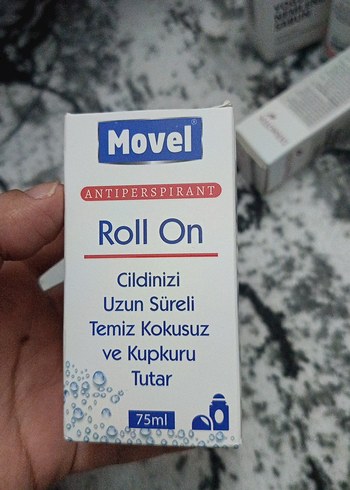 Movel
ANTIPERSPIRANT
Roll On
Cildinizi
Uzun Süreli
Temiz Kokusuz
ve Kupkuru
Tutar
75ml